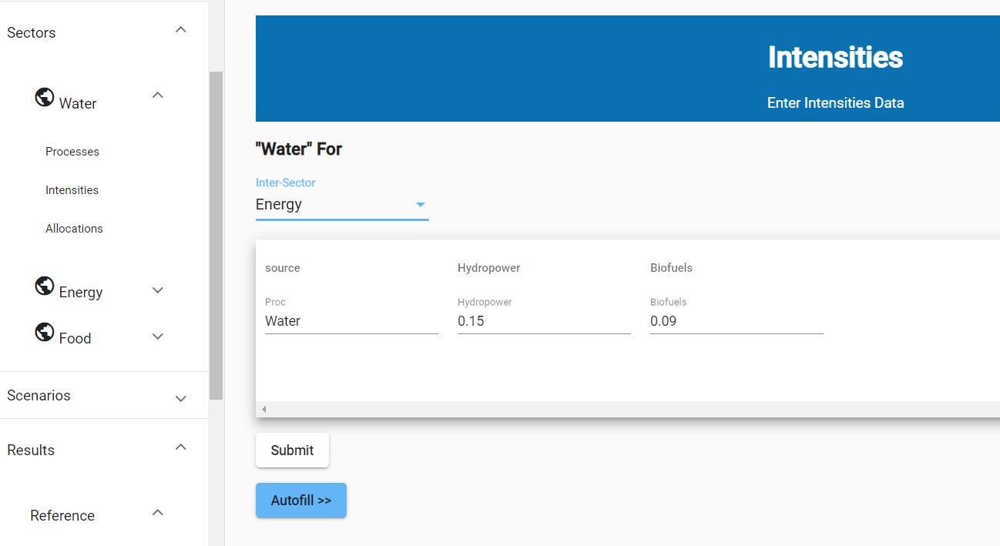 Sectors
Water
Processes
Intensities
Allocations
Energy
Food
Scenarios
Results
Reference
Intensities
Enter Intensities Data
"Water" For
Inter-Sector
Energy
source Hydropower Biofuels
Proc Hydropower Biofuels
Water 0.15 0.09
Submit
Autofill >>